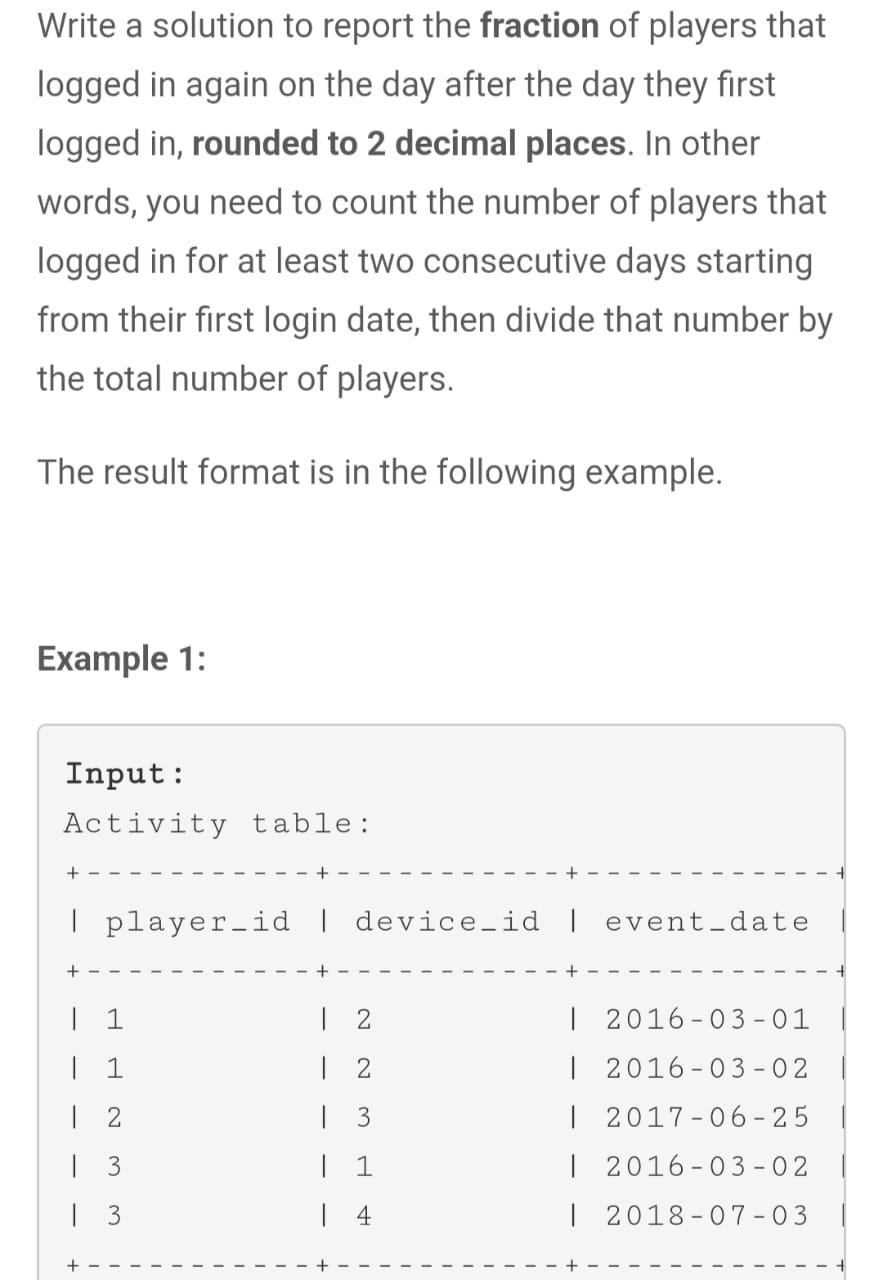 Write a solution to report the fraction of players that
logged in again on the day after the day they first
logged in, rounded to 2 decimal places. In other
words, you need to count the number of players that
logged in for at least two consecutive days starting
from their first login date, then divide that number by
the total number of players.
The result format is in the following example.
Example 1:
Input:
Activity table:
+-----------+-----------+------------+
| player_id | device_id | event_date |
+-----------+-----------+------------+
| 1 | 2 | 2016-03-01 |
| 1 | 2 | 2016-03-02 |
| 2 | 3 | 2017-06-25 |
| 3 | 1 | 2016-03-02 |
| 3 | 4 | 2018-07-03 |
+-----------+-----------+------------+